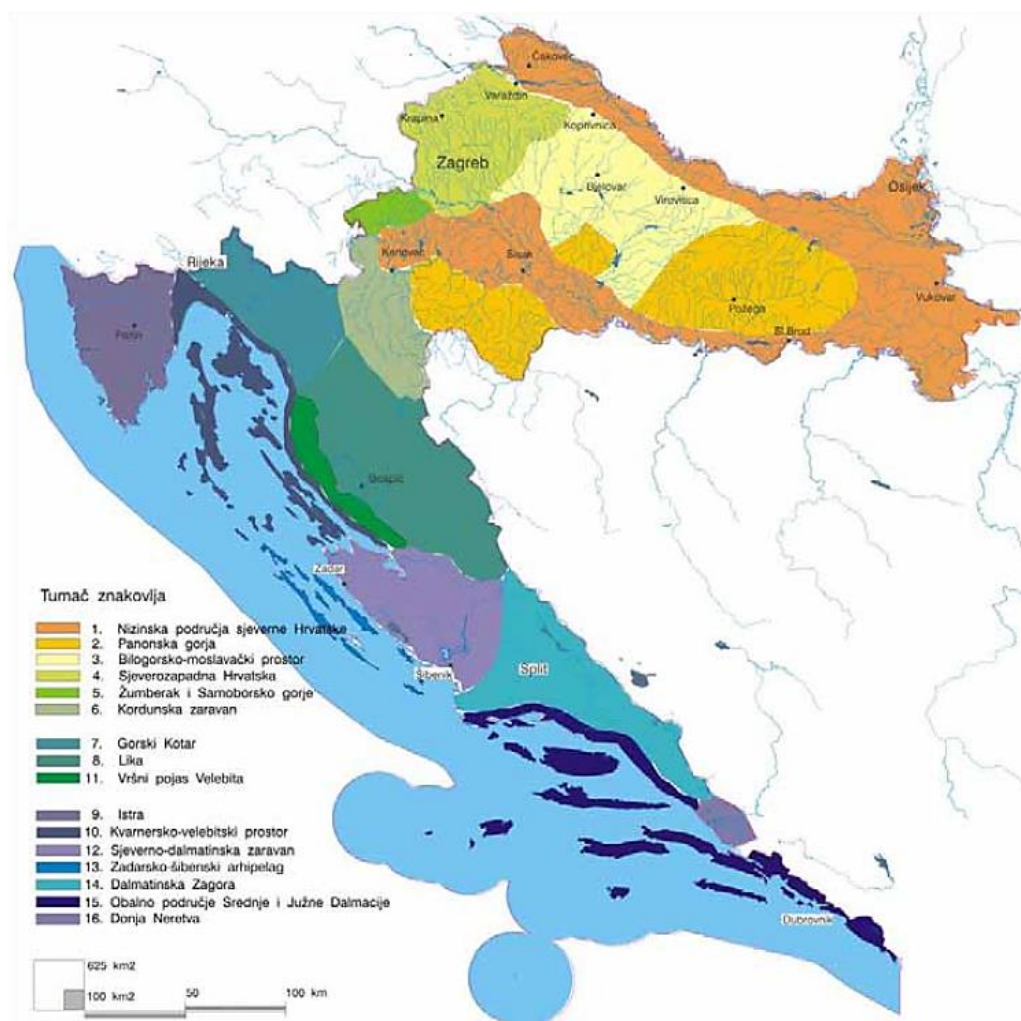 Čakovec
Varaždin
Krapina
Koprivnica
Zagreb
Bjelovar
Virovitica
Osijek
Rijeka
Karlovac
Sisak
Vukovar
Požega
Sl.Brod
Pazin
Gospić
Zadar
Šibenik
Split
Dubrovnik
Tumač znakovlja
1. Nizinska područja sjeverne Hrvatske
2. Panonska gorja
3. Bilogorsko-moslavački prostor
4. Sjeverozapadna Hrvatska
5. Žumberak i Samoborsko gorje
6. Kordunska zaravan
7. Gorski Kotar
8. Lika
11. Vršni pojas Velebita
9. Istra
10. Kvarnersko-velebitski prostor
12. Sjeverno-dalmatinska zaravan
13. Zadarsko-šibenski arhipelag
14. Dalmatinska Zagora
15. Obalno područje Srednje i Južne Dalmacije
16. Donja Neretva
625 km2
100 km2 50 100 km